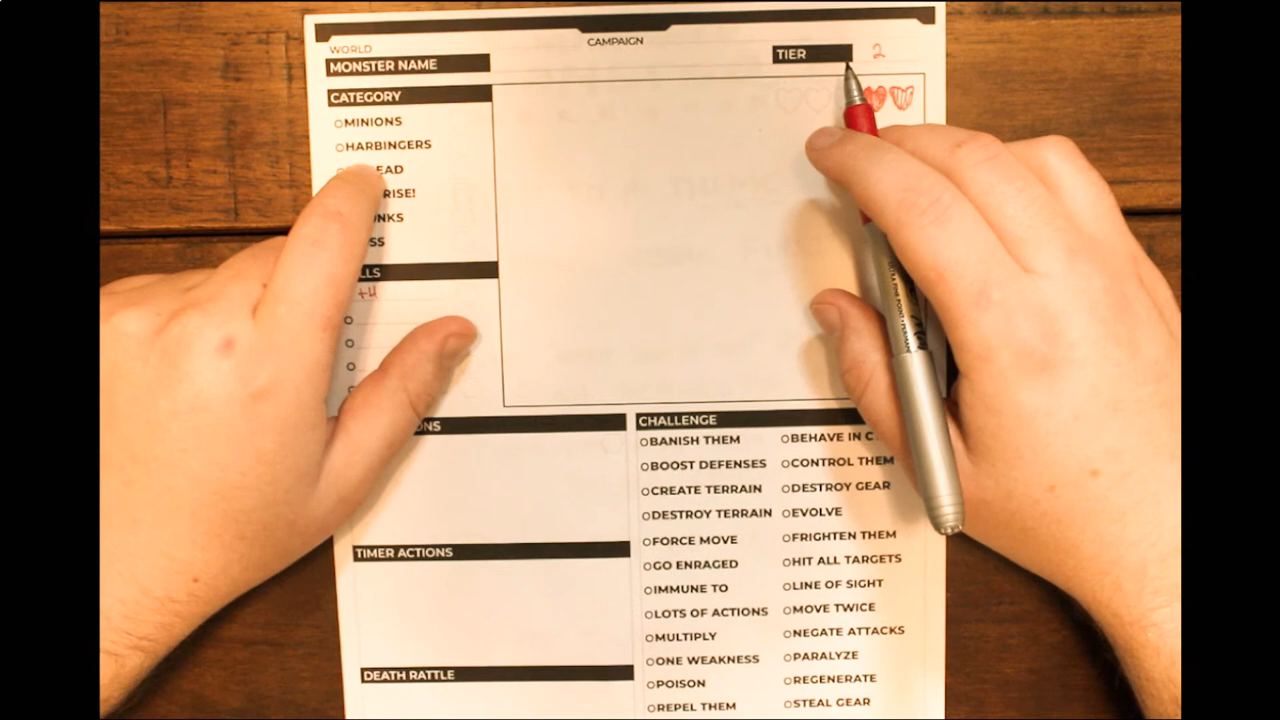 CAMPAIGN
WORLD
MONSTER NAME
TIER 2
CATEGORY
MINIONS
HARBINGERS
EAD
RISE!
NKS
SS
LLS
+4
NS
CHALLENGE
BANISH THEM
BOOST DEFENSES
CREATE TERRAIN
DESTROY TERRAIN
FORCE MOVE
GO ENRAGED
IMMUNE TO
LOTS OF ACTIONS
MULTIPLY
ONE WEAKNESS
POISON
REPEL THEM
BEHAVE IN C
CONTROL THEM
DESTROY GEAR
EVOLVE
FRIGHTEN THEM
HIT ALL TARGETS
LINE OF SIGHT
MOVE TWICE
NEGATE ATTACKS
PARALYZE
REGENERATE
STEAL GEAR
TIMER ACTIONS
DEATH RATTLE